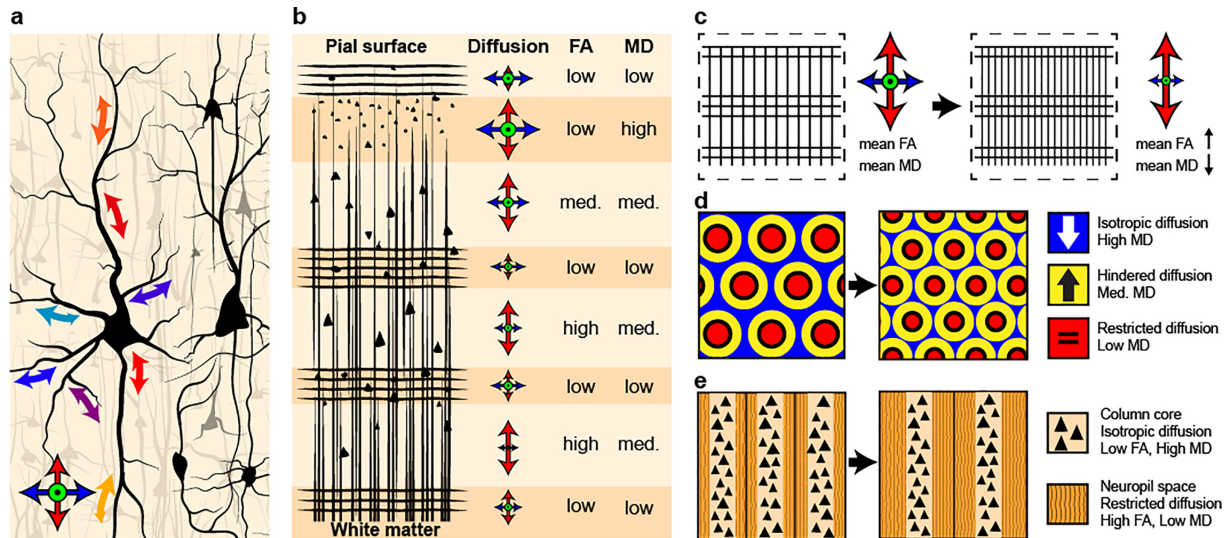 a
b
Pial surface
Diffusion FA MD
low low
low high
med. med.
low low
high med.
low low
high med.
low low
White matter
c
mean FA
mean MD
mean FA
mean MD
d
Isotropic diffusion
High MD
Hindered diffusion
Med. MD
Restricted diffusion
Low MD
e
Column core
Isotropic diffusion
Low FA, High MD
Neuropil space
Restricted diffusion
High FA, Low MD